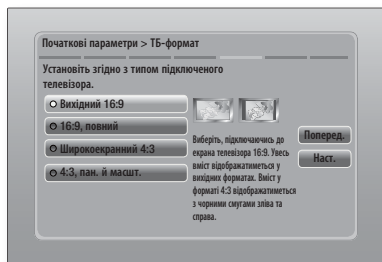 Початкові параметри > ТБ-формат
Установіть згідно з типом підключеного
телевізора.
Вихідний 16:9
16:9, повний
Широкоекранний 4:3
4:3, пан. й масшт.
Виберіть, підключаючись до
екрана телевізора 16:9. Увесь
вміст відображатиметься у
вихідних форматах. Вміст у
форматі 4:3 відображатиметься
з чорними смугами зліва та
справа.
Поперед.
Наст.